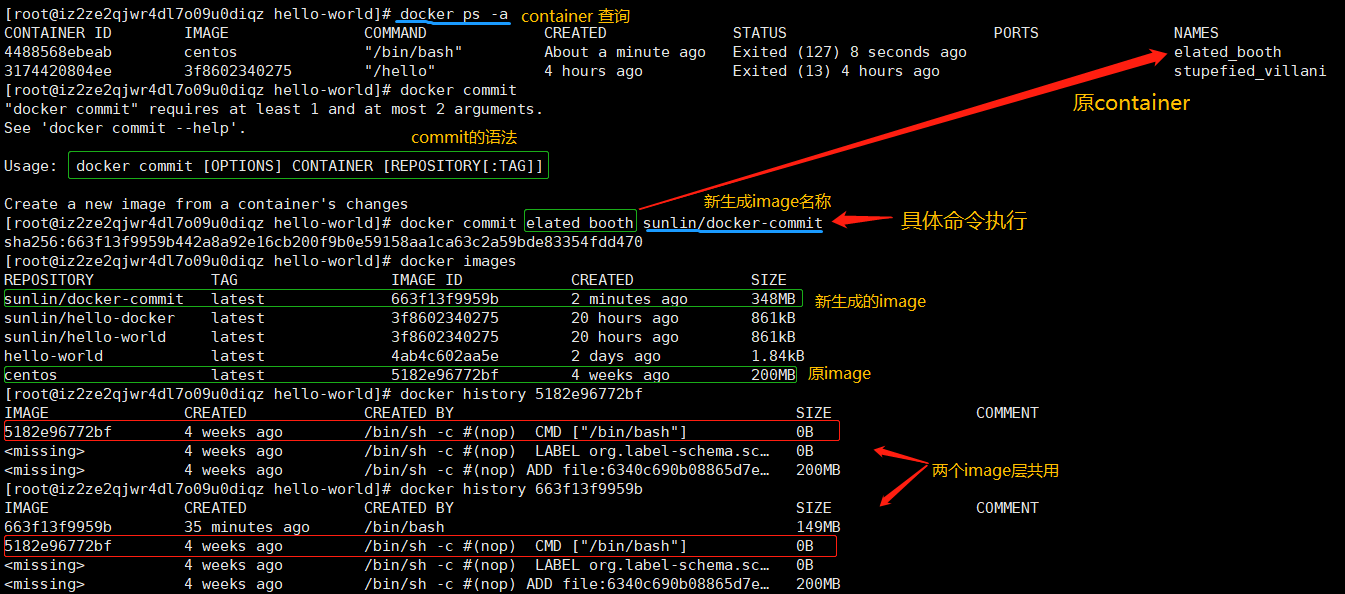 [root@iz2ze2qjwr4dl7o09u0diqz hello-world]# docker ps -a container 查询
CONTAINER ID IMAGE COMMAND CREATED STATUS PORTS NAMES
4488568ebeab centos "/bin/bash" About a minute ago Exited (127) 8 seconds ago elated_booth
3174420804ee 3f8602340275 "/hello" 4 hours ago Exited (13) 4 hours ago stupefied_villani
[root@iz2ze2qjwr4dl7o09u0diqz hello-world]# docker commit
原container
"docker commit" requires at least 1 and at most 2 arguments.
See 'docker commit --help'.
commit的语法
Usage: docker commit [OPTIONS] CONTAINER [REPOSITORY[:TAG]]
Create a new image from a container's changes
新生成image名称
[root@iz2ze2qjwr4dl7o09u0diqz hello-world]# docker commit elated_booth sunlin/docker-commit 具体命令执行
sha256:663f13f9959b442a8a92e16cb200f9b0e59158aa1ca63c2a59bde83354fdd470
[root@iz2ze2qjwr4dl7o09u0diqz hello-world]# docker images
REPOSITORY TAG IMAGE ID CREATED SIZE
sunlin/docker-commit latest 663f13f9959b 2 minutes ago 348MB 新生成的image
sunlin/hello-docker latest 3f8602340275 20 hours ago 861kB
sunlin/hello-world latest 3f8602340275 20 hours ago 861kB
hello-world latest 4ab4c602aa5e 2 days ago 1.84kB
centos latest 5182e96772bf 4 weeks ago 200MB 原image
[root@iz2ze2qjwr4dl7o09u0diqz hello-world]# docker history 5182e96772bf
IMAGE CREATED CREATED BY SIZE COMMENT
5182e96772bf 4 weeks ago /bin/sh -c #(nop) CMD ["/bin/bash"] 0B
<missing> 4 weeks ago /bin/sh -c #(nop) LABEL org.label-schema.sc… 0B
<missing> 4 weeks ago /bin/sh -c #(nop) ADD file:6340c690b08865d7e… 200MB
两个image层共用
[root@iz2ze2qjwr4dl7o09u0diqz hello-world]# docker history 663f13f9959b
IMAGE CREATED CREATED BY SIZE COMMENT
663f13f9959b 35 minutes ago /bin/bash 149MB
5182e96772bf 4 weeks ago /bin/sh -c #(nop) CMD ["/bin/bash"] 0B
<missing> 4 weeks ago /bin/sh -c #(nop) LABEL org.label-schema.sc… 0B
<missing> 4 weeks ago /bin/sh -c #(nop) ADD file:6340c690b08865d7e… 200MB